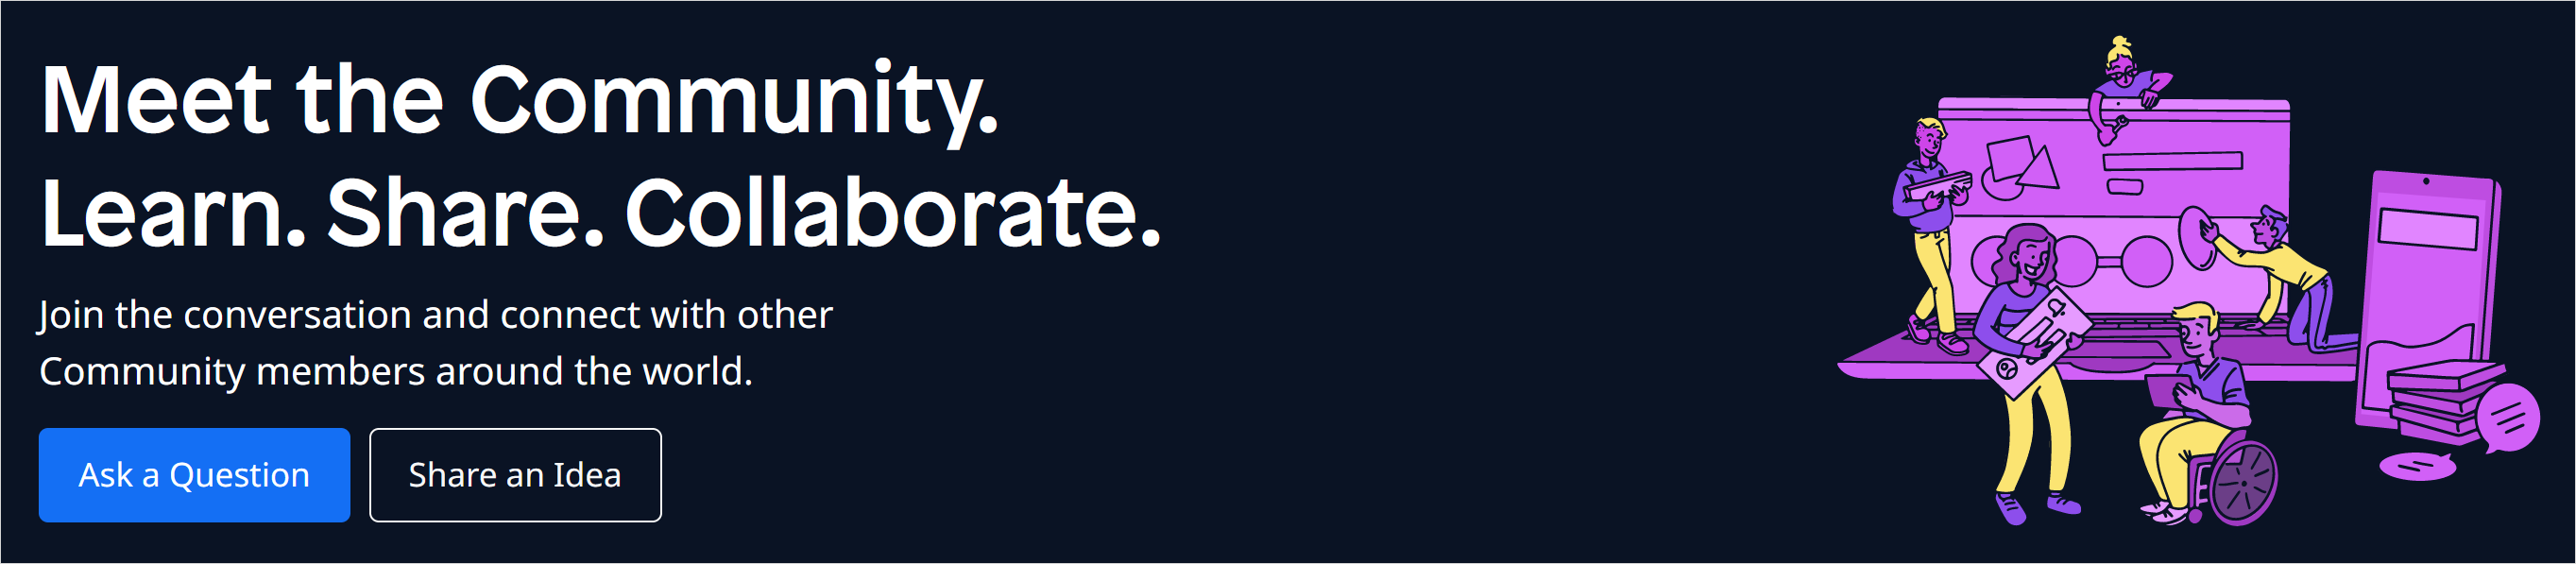 Meet the Community.
Learn. Share. Collaborate.
Join the conversation and connect with other
Community members around the world.
Ask a Question
Share an Idea